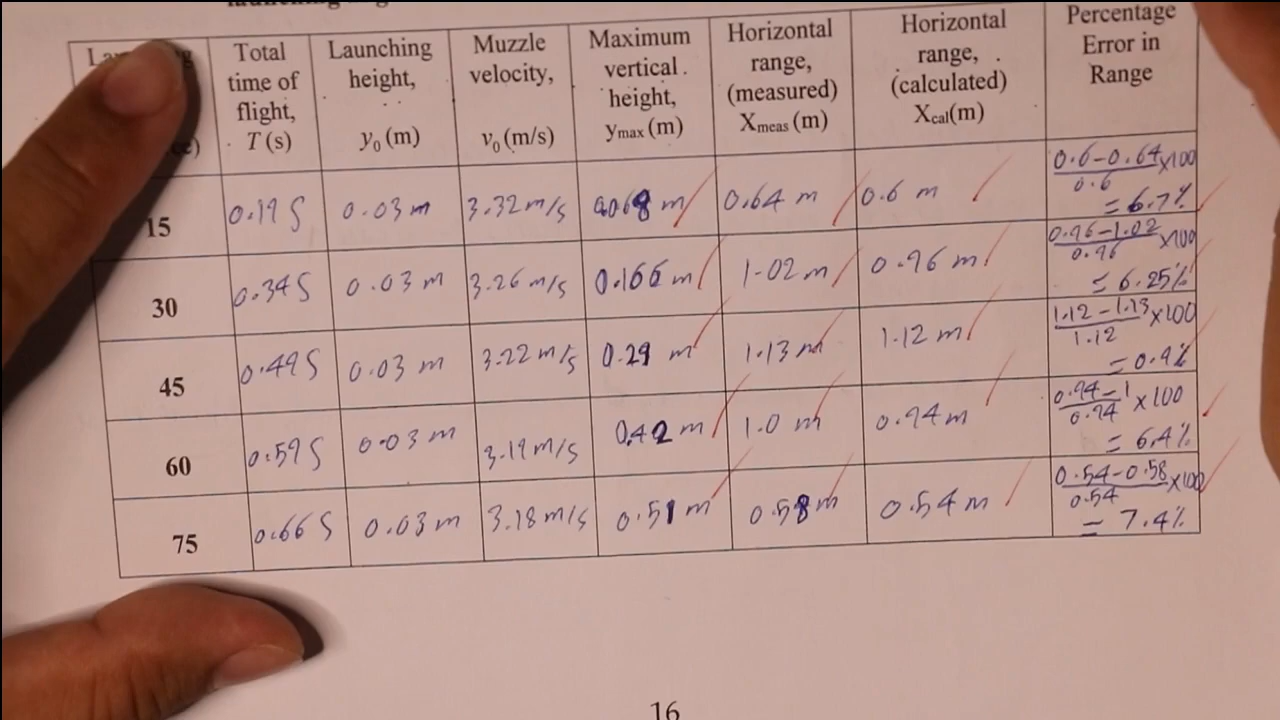 Total time of flight, T (s)
Launching height, y₀ (m)
Muzzle velocity, v₀ (m/s)
Maximum vertical height, yₘₐₓ (m)
Horizontal range, (measured) Xₘₑₐₛ (m)
Horizontal range, (calculated) X꜀ₐₗ(m)
Percentage Error in Range
15 0.19 S 0.03 m 3.32 m/s 0.068 m 0.64 m 0.6 m 0.6-0.64/0.6 x100 = 6.7%
30 0.34 S 0.03 m 3.26 m/s 0.166 m 1.02 m 0.96 m 0.96-1.02/0.96 x100 = 6.25%
45 0.49 S 0.03 m 3.22 m/s 0.29 m 1.13 m 1.12 m 1.12-1.13/1.12 x100 = 0.9%
60 0.59 S 0.03 m 3.19 m/s 0.42 m 1.0 m 0.94 m 0.94-1/0.94 x 100 = 6.4%
75 0.66 S 0.03 m 3.18 m/s 0.51 m 0.58 m 0.54 m 0.54-0.58/0.54 x100 = 7.4%
16